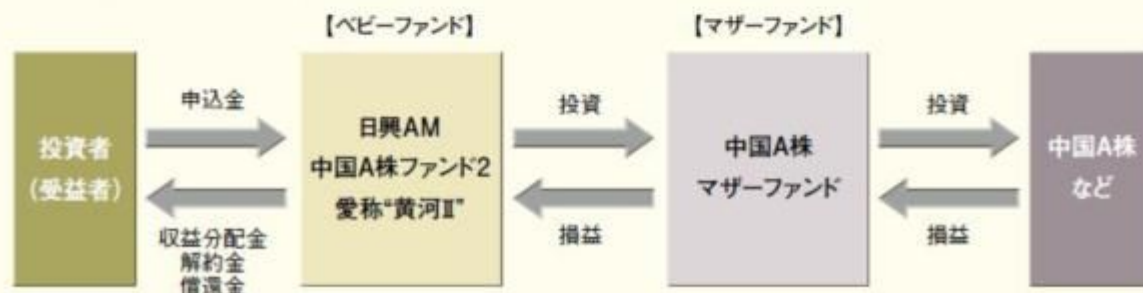 【ベビーファンド】
【マザーファンド】
投資者
(受益者)
申込金
収益分配金
解約金
償還金
日興AM
中国A株ファンド2
愛称“黄河Ⅱ”
投資
損益
中国A株
マザーファンド
投資
損益
中国A株
など